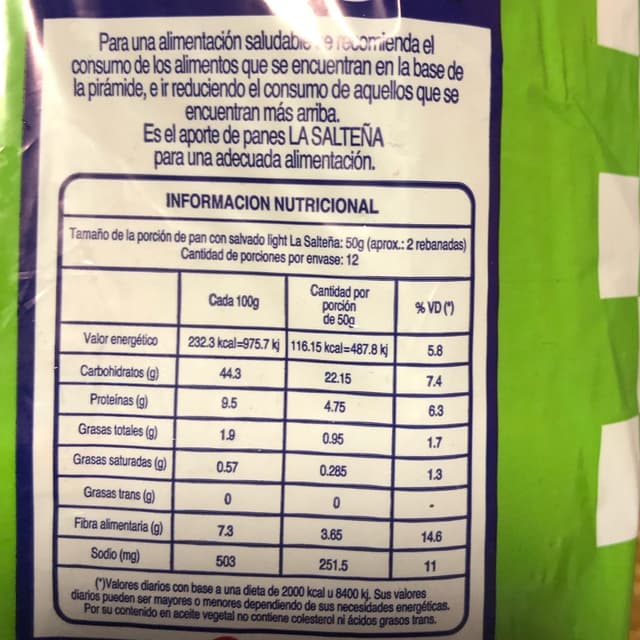 Para una alimentación saludable se recomienda el
consumo de los alimentos que se encuentran en la base de
la pirámide, e ir reduciendo el consumo de aquellos que se
encuentran más arriba.
Es el aporte de panes LA SALTEÑA
para una adecuada alimentación.
INFORMACION NUTRICIONAL
Tamaño de la porción de pan con salvado light La Salteña: 50g (aprox.: 2 rebanadas)
Cantidad de porciones por envase: 12
Cada 100g
Cantidad por
porción
de 50g
% VD (*)
Valor energético 232.3 kcal=975.7 kj 116.15 kcal=487.8 kj 5.8
Carbohidratos (g) 44.3 22.15 7.4
Proteínas (g) 9.5 4.75 6.3
Grasas totales (g) 1.9 0.95 1.7
Grasas saturadas (g) 0.57 0.285 1.3
Grasas trans (g) 0 0 -
Fibra alimentaria (g) 7.3 3.65 14.6
Sodio (mg) 503 251.5 11
(*)Valores diarios con base a una dieta de 2000 kcal u 8400 kj. Sus valores
diarios pueden ser mayores o menores dependiendo de sus necesidades energéticas.
Por su contenido en aceite vegetal no contiene colesterol ni ácidos grasos trans.